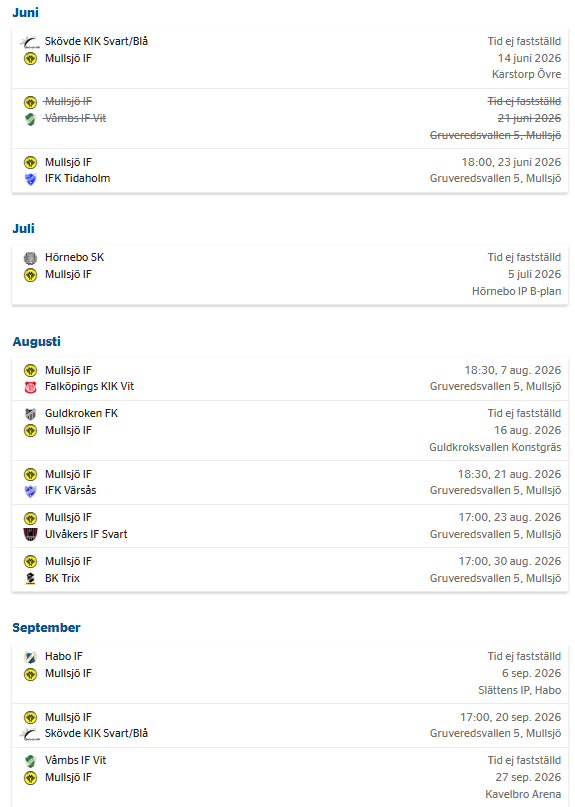 Juni
Skövde KIK Svart/Blå Tid ej fastställd
Mullsjö IF 14 juni 2026
Karstorp Övre
Mullsjö IF Tid ej fastställd
Våmbs IF Vit 21 juni 2026
Gruveredsvallen 5, Mullsjö
Mullsjö IF 18:00, 23 juni 2026
IFK Tidaholm Gruveredsvallen 5, Mullsjö
Juli
Hörnebo SK Tid ej fastställd
Mullsjö IF 5 juli 2026
Hörnebo IP B-plan
Augusti
Mullsjö IF 18:30, 7 aug. 2026
Falköpings KIK Vit Gruveredsvallen 5, Mullsjö
Guldkroken FK Tid ej fastställd
Mullsjö IF 16 aug. 2026
Guldkroksvallen Konstgräs
Mullsjö IF 18:30, 21 aug. 2026
IFK Värsås Gruveredsvallen 5, Mullsjö
Mullsjö IF 17:00, 23 aug. 2026
Ulvåkers IF Svart Gruveredsvallen 5, Mullsjö
Mullsjö IF 17:00, 30 aug. 2026
BK Trix Gruveredsvallen 5, Mullsjö
September
Habo IF Tid ej fastställd
Mullsjö IF 6 sep. 2026
Slättens IP, Habo
Mullsjö IF 17:00, 20 sep. 2026
Skövde KIK Svart/Blå Gruveredsvallen 5, Mullsjö
Våmbs IF Vit Tid ej fastställd
Mullsjö IF 27 sep. 2026
Kavelbro Arena